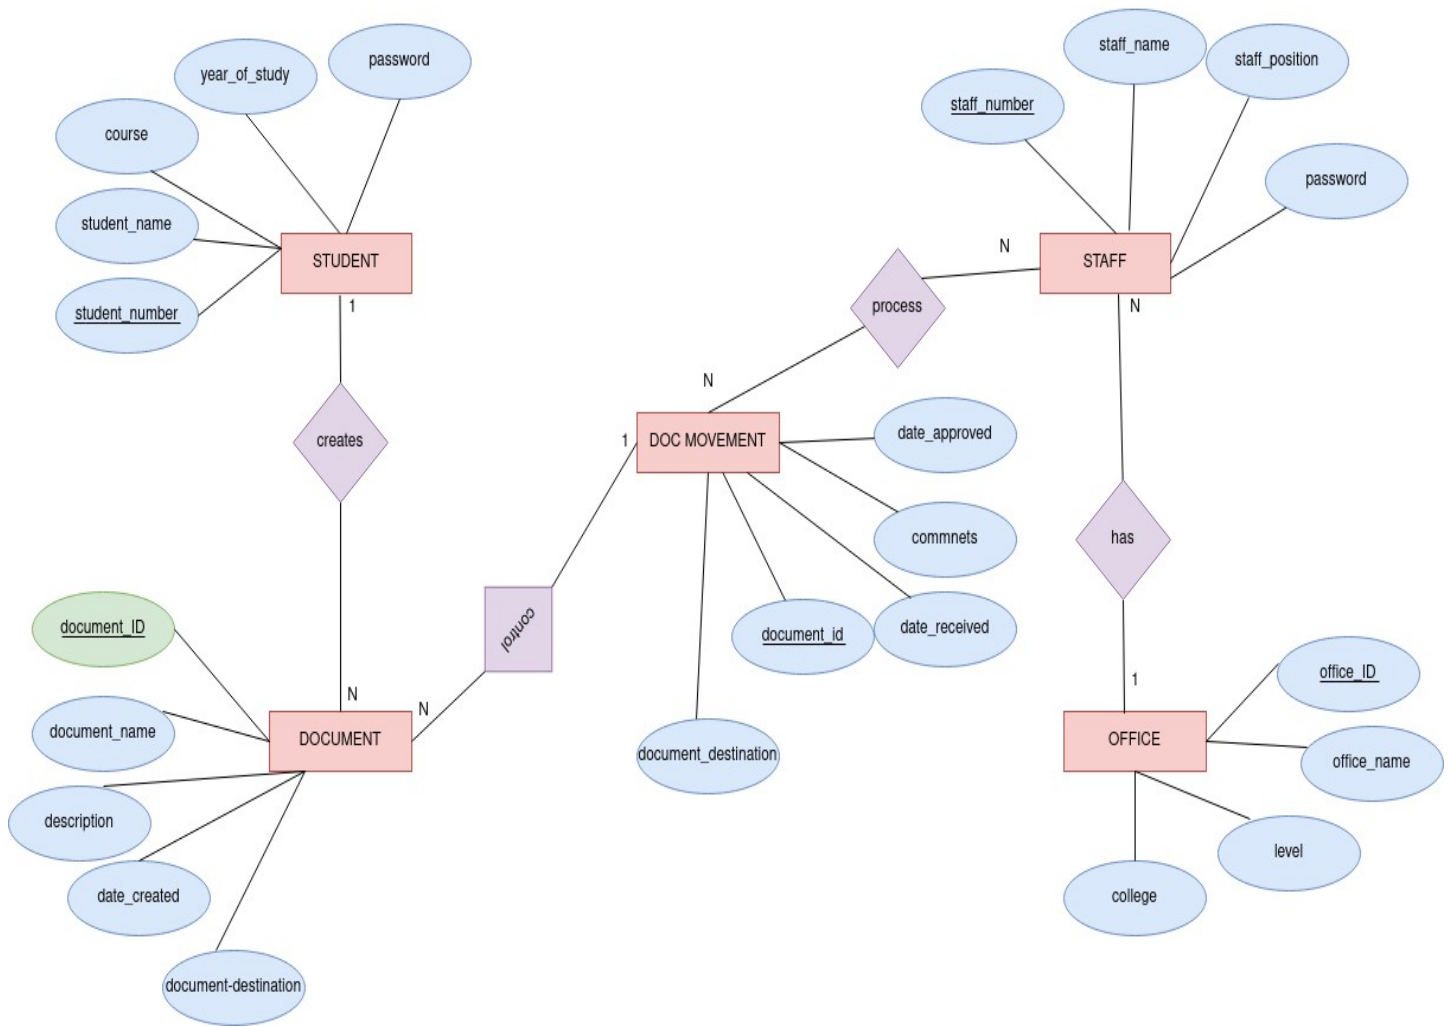 password
year_of_study
course
student_name
student_number
STUDENT
1
creates
N
document_ID
document_name
description
date_created
document-destination
DOCUMENT
N
control
1
DOC MOVEMENT
N
process
N
date_approved
commnets
date_received
document_id
document_destination
staff_name
staff_position
staff_number
password
STAFF
N
has
1
OFFICE
office_ID
office_name
level
college